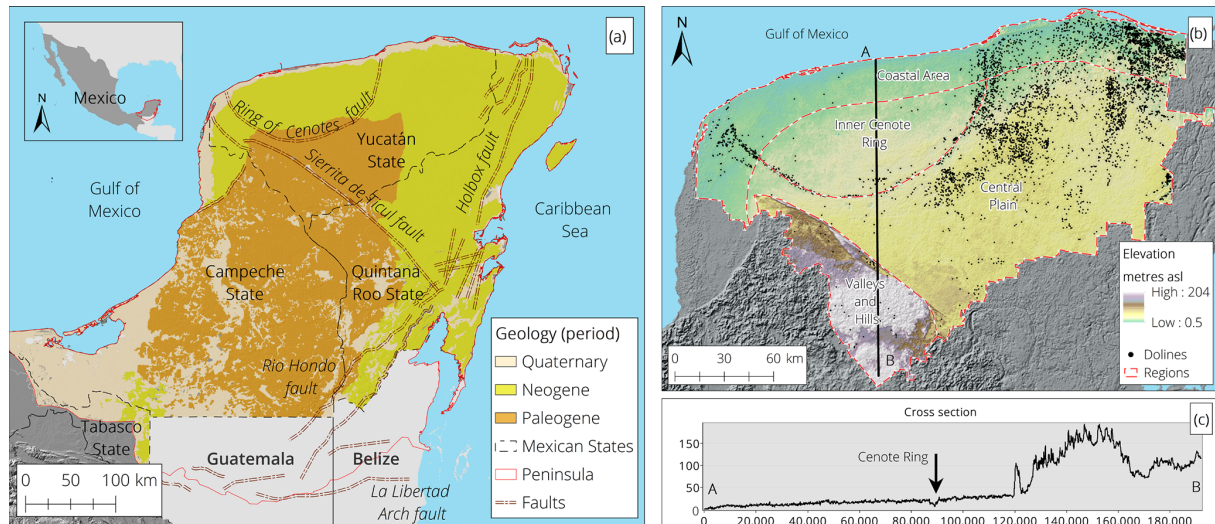 (a)
N
Mexico
Gulf of
Mexico
Ring of Cenotes fault
Yucatán
State
Sierrita de Ticul fault
Holbox fault
Caribbean
Sea
Campeche
State
Quintana
Roo State
Rio Hondo
fault
Tabasco
State
Guatemala
Belize
La Libertad
Arch fault
0 50 100 km
Geology (period)
Quaternary
Neogene
Paleogene
Mexican States
Peninsula
Faults
(b)
N
Gulf of Mexico
A
Coastal Area
Inner Cenote
Ring
Central
Plain
Valleys
and
Hills
B
0 30 60 km
Elevation
metres asl
High : 204
Low : 0.5
Dolines
Regions
Cross section
(c)
Cenote Ring
150
100
50
0
A
B
0 20.000 40.000 60.000 80.000 100.000 120.000 140.000 160.000 180.000